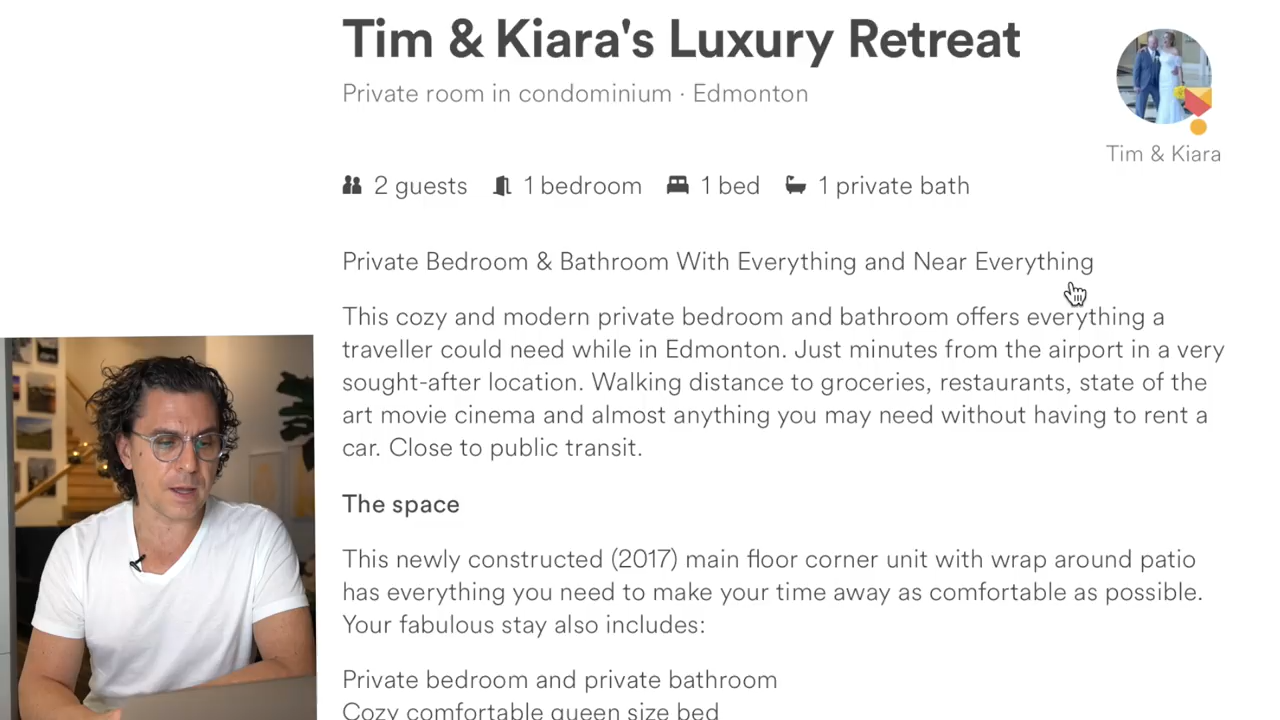 Tim & Kiara's Luxury Retreat
Private room in condominium · Edmonton
Tim & Kiara
2 guests 1 bedroom 1 bed 1 private bath
Private Bedroom & Bathroom With Everything and Near Everything
This cozy and modern private bedroom and bathroom offers everything a
traveller could need while in Edmonton. Just minutes from the airport in a very
sought-after location. Walking distance to groceries, restaurants, state of the
art movie cinema and almost anything you may need without having to rent a
car. Close to public transit.
The space
This newly constructed (2017) main floor corner unit with wrap around patio
has everything you need to make your time away as comfortable as possible.
Your fabulous stay also includes:
Private bedroom and private bathroom
Cozy comfortable queen size bed